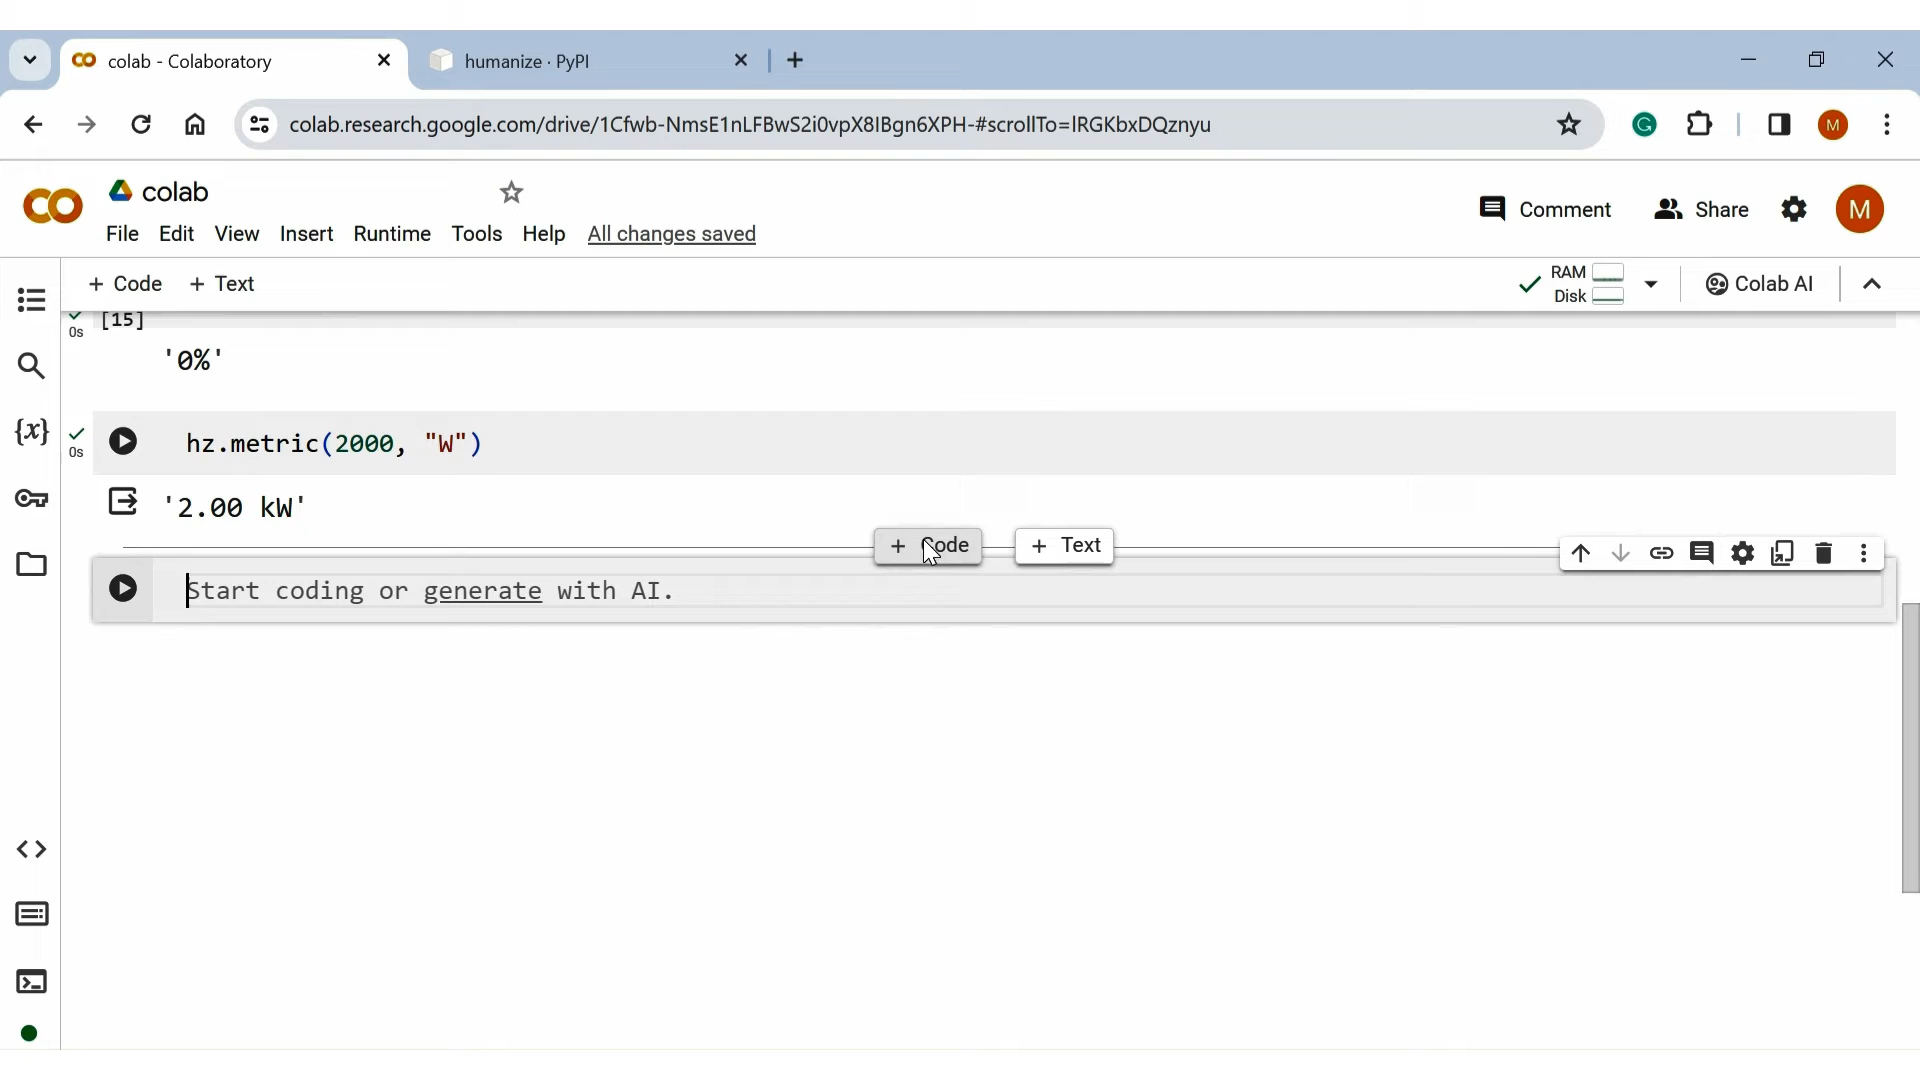 colab - Colaboratory
humanize · PyPI
colab.research.google.com/drive/1Cfwb-NmsE1nLFBwS2i0vpX8IBgn6XPH-#scrollTo=lRGKbxDQznyu
M
colab
Comment
Share
M
File Edit View Insert Runtime Tools Help All changes saved
+ Code + Text
RAM
Disk
Colab AI
[15]
0s
'0%'
{x}
0s
hz.metric(2000, "W")
'2.00 kW'
+ Code
+ Text
Start coding or generate with AI.